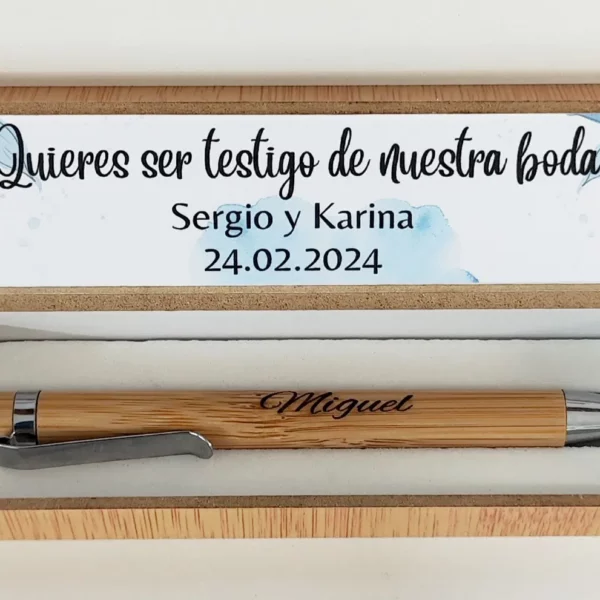 Quieres ser testigo de nuestra boda
Sergio y Karina
24.02.2024
Miguel